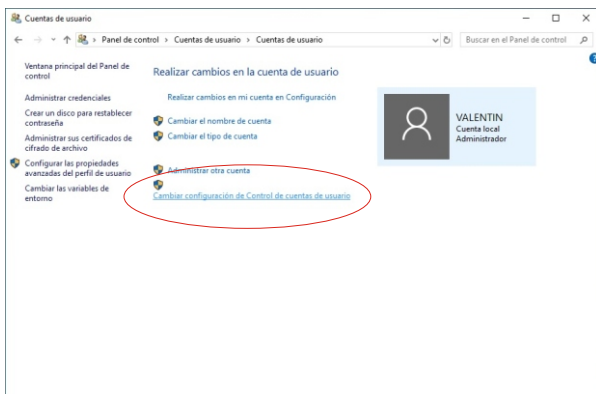 Cuentas de usuario
Panel de control > Cuentas de usuario > Cuentas de usuario
Buscar en el Panel de control
Ventana principal del Panel de
control
Administrar credenciales
Crear un disco para restablecer
contraseña
Administrar sus certificados de
cifrado de archivo
Configurar las propiedades
avanzadas del perfil de usuario
Cambiar las variables de
entorno
Realizar cambios en la cuenta de usuario
Realizar cambios en mi cuenta en Configuración
Cambiar el nombre de cuenta
Cambiar el tipo de cuenta
Administrar otra cuenta
Cambiar configuración de Control de cuentas de usuario
VALENTIN
Cuenta local
Administrador